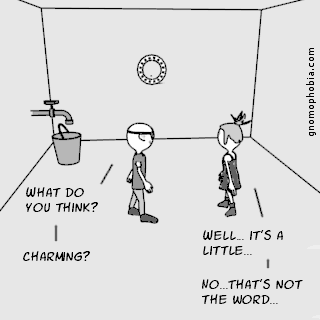 WHAT DO
YOU THINK?
CHARMING?
WELL... IT'S A
LITTLE...
NO...THAT'S NOT
THE WORD...
gnomophobia.com